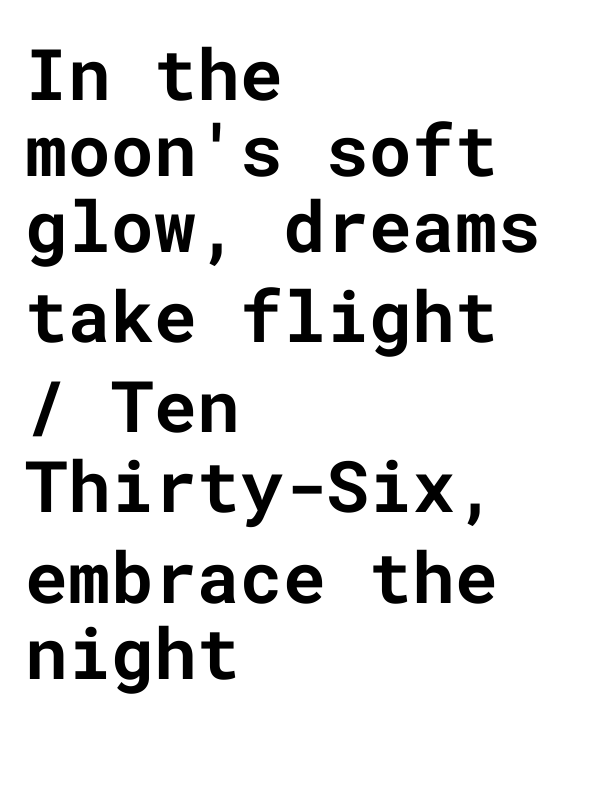 In the
moon's soft
glow, dreams
take flight
/ Ten
Thirty-Six,
embrace the
night